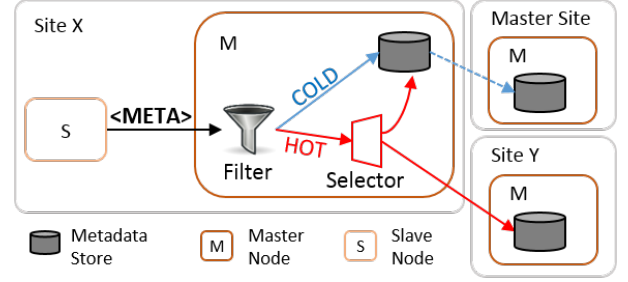 Site X
M
S
<META>
Filter
COLD
HOT
Selector
Master Site
M
Site Y
M
Metadata
Store
M
Master
Node
S
Slave
Node